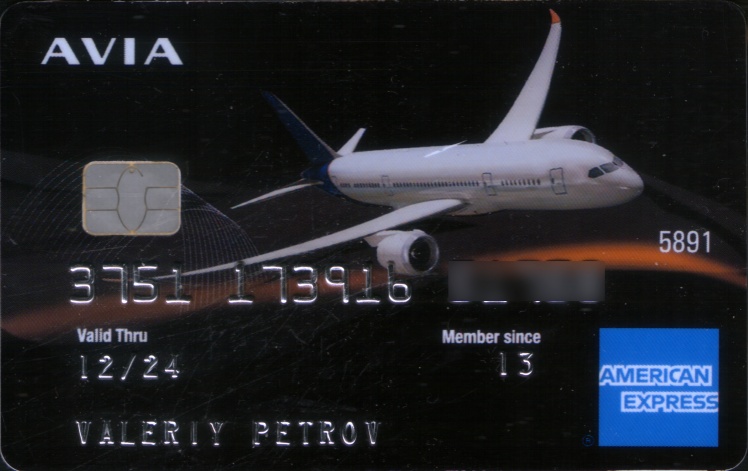 AVIA
5891
3751 173916
Valid Thru
Member since
12/24
13
VALERIY PETROV
AMERICAN
EXPRESS